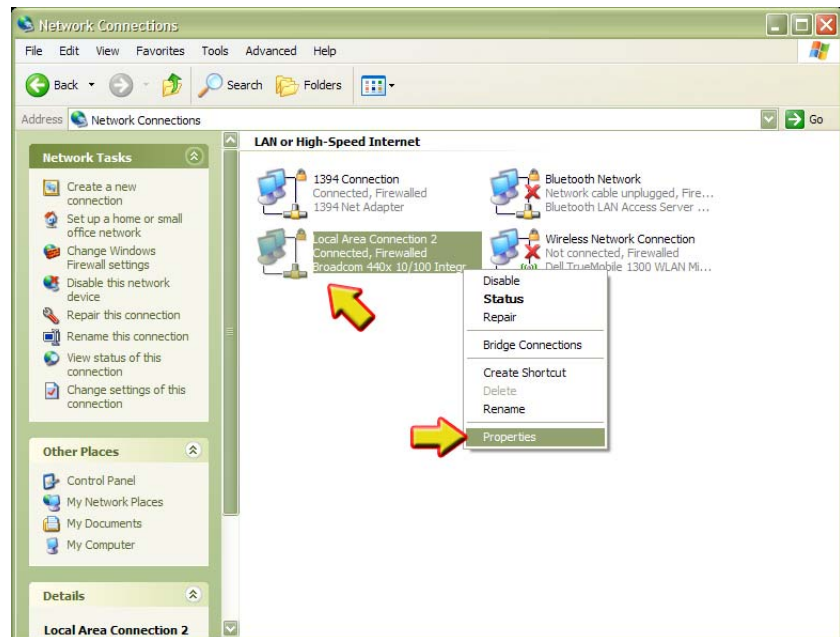 Network Connections
File Edit View Favorites Tools Advanced Help
Back Search Folders
Address Network Connections Go
Network Tasks
Create a new
connection
Set up a home or small
office network
Change Windows
Firewall settings
Disable this network
device
Repair this connection
Rename this connection
View status of this
connection
Change settings of this
connection
Other Places
Control Panel
My Network Places
My Documents
My Computer
Details
Local Area Connection 2
LAN or High-Speed Internet
1394 Connection
Connected, Firewalled
1394 Net Adapter
Bluetooth Network
Network cable unplugged, Fire...
Bluetooth LAN Access Server ...
Local Area Connection 2
Connected, Firewalled
Broadcom 440x 10/100 Integr
Wireless Network Connection
Not connected, Firewalled
Dell TrueMobile 1300 WLAN Mi...
Disable
Status
Repair
Bridge Connections
Create Shortcut
Delete
Rename
Properties